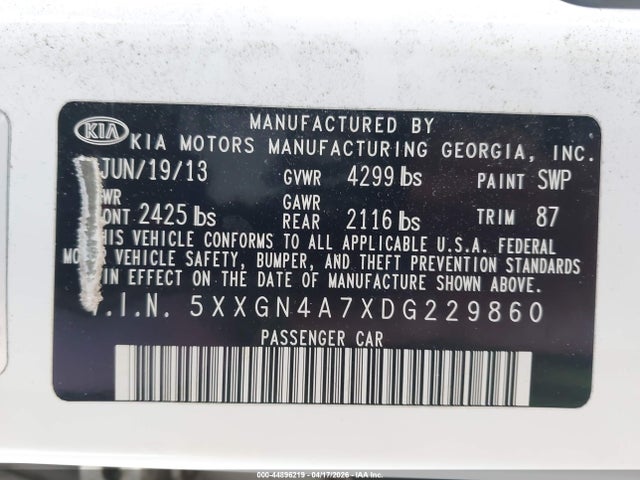 MANUFACTURED BY
KIA KIA MOTORS MANUFACTURING GEORGIA, INC.
JUN/19/13 GVWR 4299 lbs PAINT SWP
WR GAWR
ONT 2425 lbs REAR 2116 lbs TRIM 87
HIS VEHICLE CONFORMS TO ALL APPLICABLE U.S.A. FEDERAL
MO VEHICLE SAFETY, BUMPER, AND THEFT PREVENTION STANDARDS
IN EFFECT ON THE DATE OF MANUFACTURE SHOWN ABOVE.
.I.N. 5XXGN4A7XDG229860
PASSENGER CAR
000-44896219 - 04/17/2026 - IAA Inc.